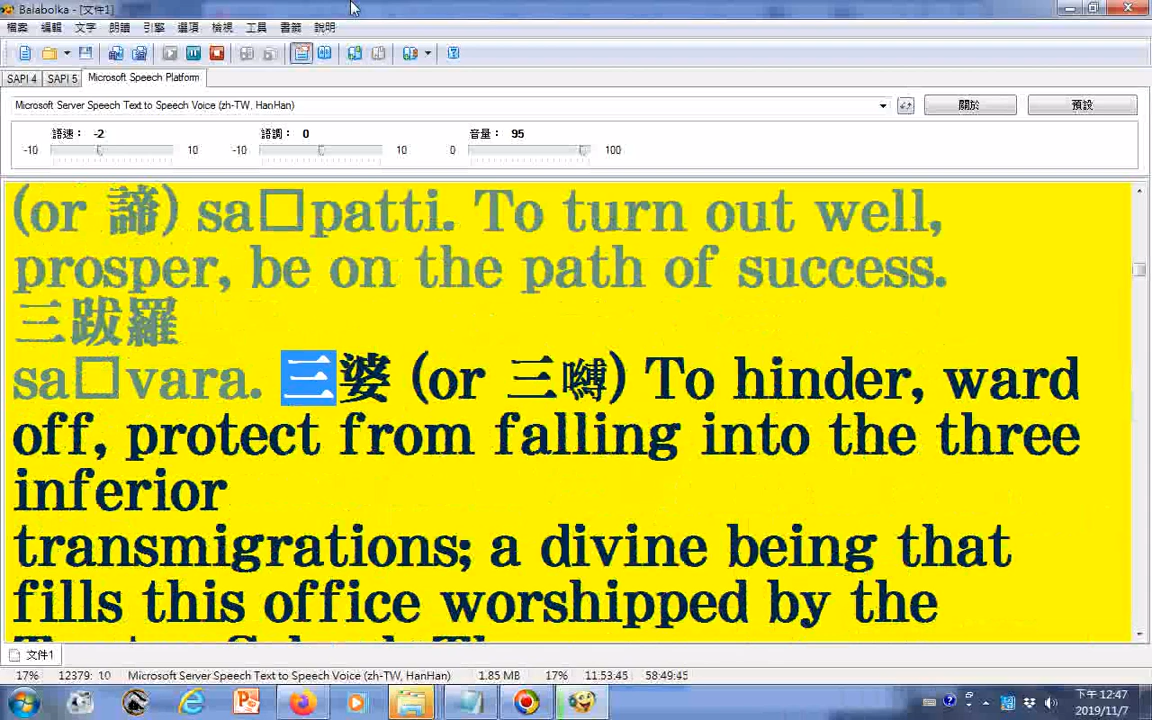 Balabolka - [文件1]
檔案 編輯 文字 朗讀 引擎 選項 檢視 工具 書籤 說明
SAPI 4 SAPI 5 Microsoft Speech Platform
Microsoft Server Speech Text to Speech Voice (zh-TW, HanHan) 關於 預設
語速： -2 語調： 0 音量： 95
-10 10 -10 10 0 100
(or 諦) sa□patti. To turn out well,
prosper, be on the path of success.
三跋羅
sa□vara. 三婆 (or 三嚩) To hinder, ward
off, protect from falling into the three
inferior
transmigrations; a divine being that
fills this office worshipped by the
文件1
17% 12379: 10 Microsoft Server Speech Text to Speech Voice (zh-TW, HanHan) 1.85 MB 17% 11:53:45 58:49:45
下午 12:47
2019/11/7